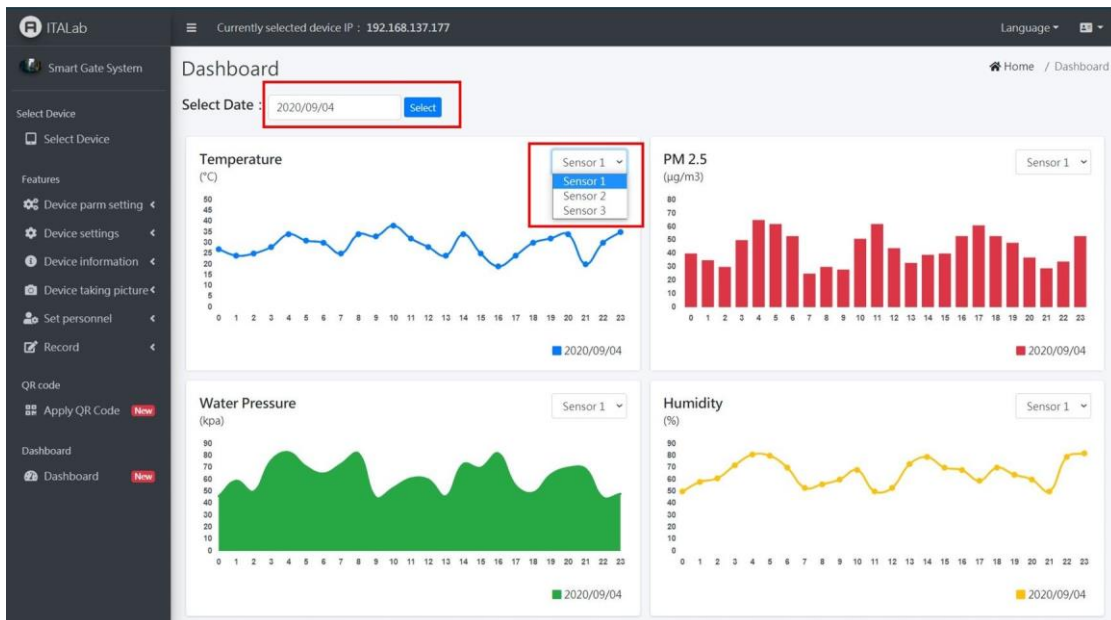 ITALab
Currently selected device IP : 192.168.137.177
Language
Smart Gate System
Select Device
Select Device
Features
Device parm setting
Device settings
Device information
Device taking picture
Set personnel
Record
QR code
Apply QR Code New
Dashboard
Dashboard New
Dashboard
Home / Dashboard
Select Date : 2020/09/04 Select
Temperature
(°C)
Sensor 1
Sensor 1
Sensor 2
Sensor 3
50
45
40
35
30
25
20
15
10
5
0
0 1 2 3 4 5 6 7 8 9 10 11 12 13 14 15 16 17 18 19 20 21 22 23
2020/09/04
PM 2.5
(μg/m3)
Sensor 1
80
70
60
50
40
30
20
10
0
0 1 2 3 4 5 6 7 8 9 10 11 12 13 14 15 16 17 18 19 20 21 22 23
2020/09/04
Water Pressure
(kpa)
Sensor 1
90
80
70
60
50
40
30
20
10
0
0 1 2 3 4 5 6 7 8 9 10 11 12 13 14 15 16 17 18 19 20 21 22 23
2020/09/04
Humidity
(%)
Sensor 1
90
80
70
60
50
40
30
20
10
0
0 1 2 3 4 5 6 7 8 9 10 11 12 13 14 15 16 17 18 19 20 21 22 23
2020/09/04